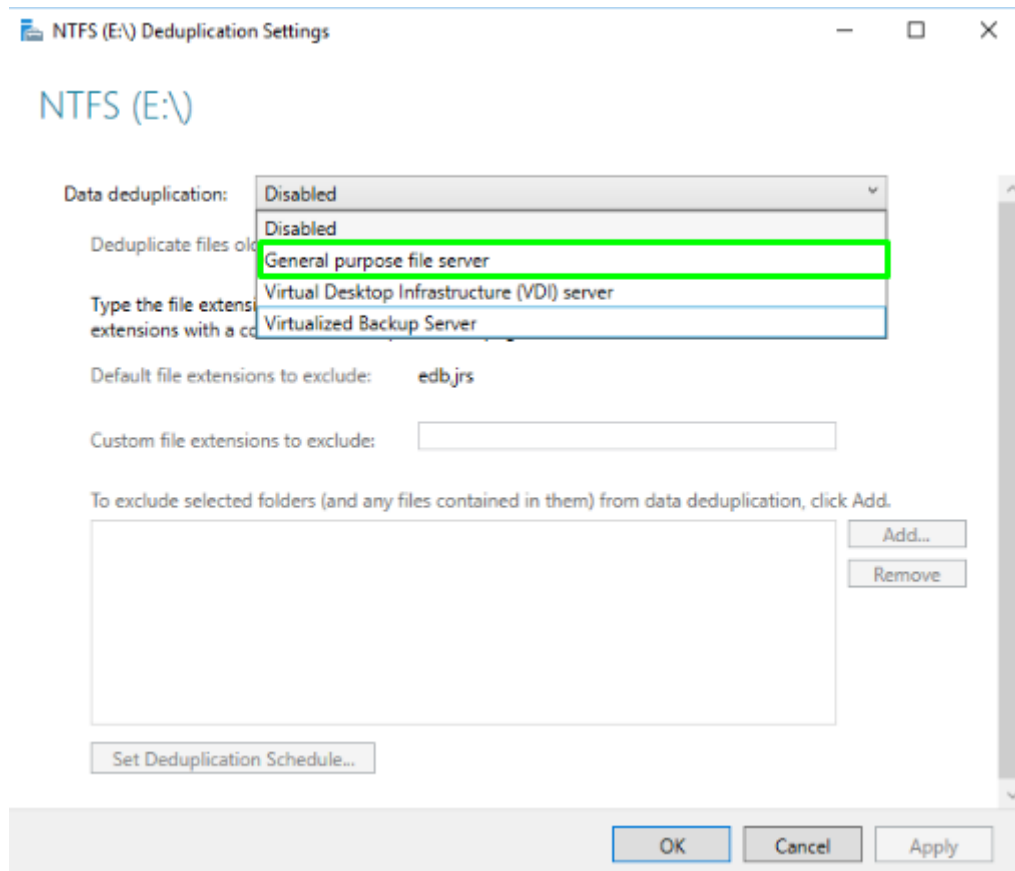 NTFS (E:\) Deduplication Settings
NTFS (E:\)
Data deduplication: Disabled
Disabled
Deduplicate files
General purpose file server
Virtual Desktop Infrastructure (VDI) server
Type the file
Virtualized Backup Server
extensions with a
Default file extensions to exclude: edb,jrs
Custom file extensions to exclude:
To exclude selected folders (and any files contained in them) from data deduplication, click Add.
Add...
Remove
Set Deduplication Schedule...
OK Cancel Apply